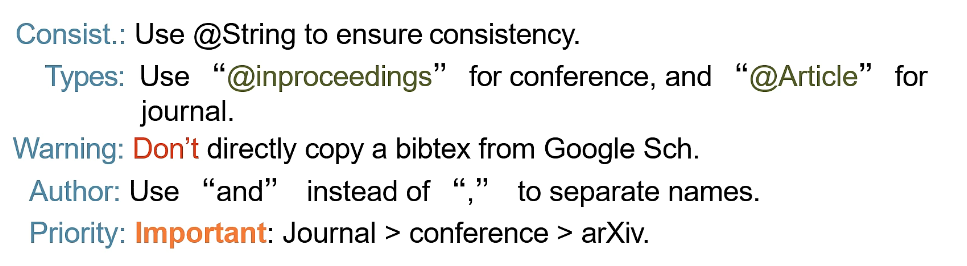 Consist.: Use @String to ensure consistency.
Types: Use “@inproceedings” for conference, and “@Article” for
journal.
Warning: Don’t directly copy a bibtex from Google Sch.
Author: Use “and” instead of “,” to separate names.
Priority: Important: Journal > conference > arXiv.